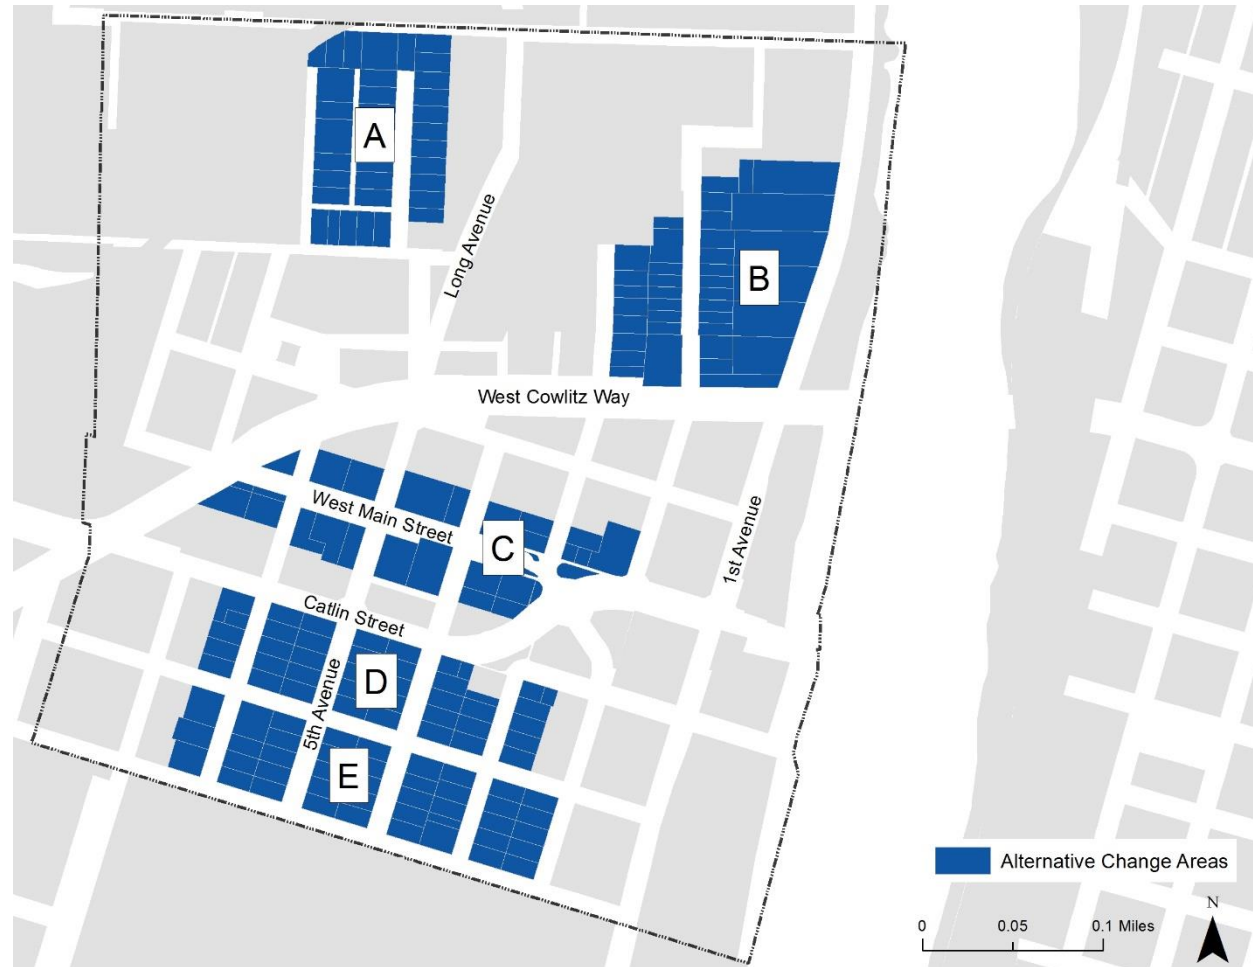 A
Long Avenue
B
West Cowlitz Way
West Main Street
C
1st Avenue
Catlin Street
D
5th Avenue
E
Alternative Change Areas
N
0 0.05 0.1 Miles